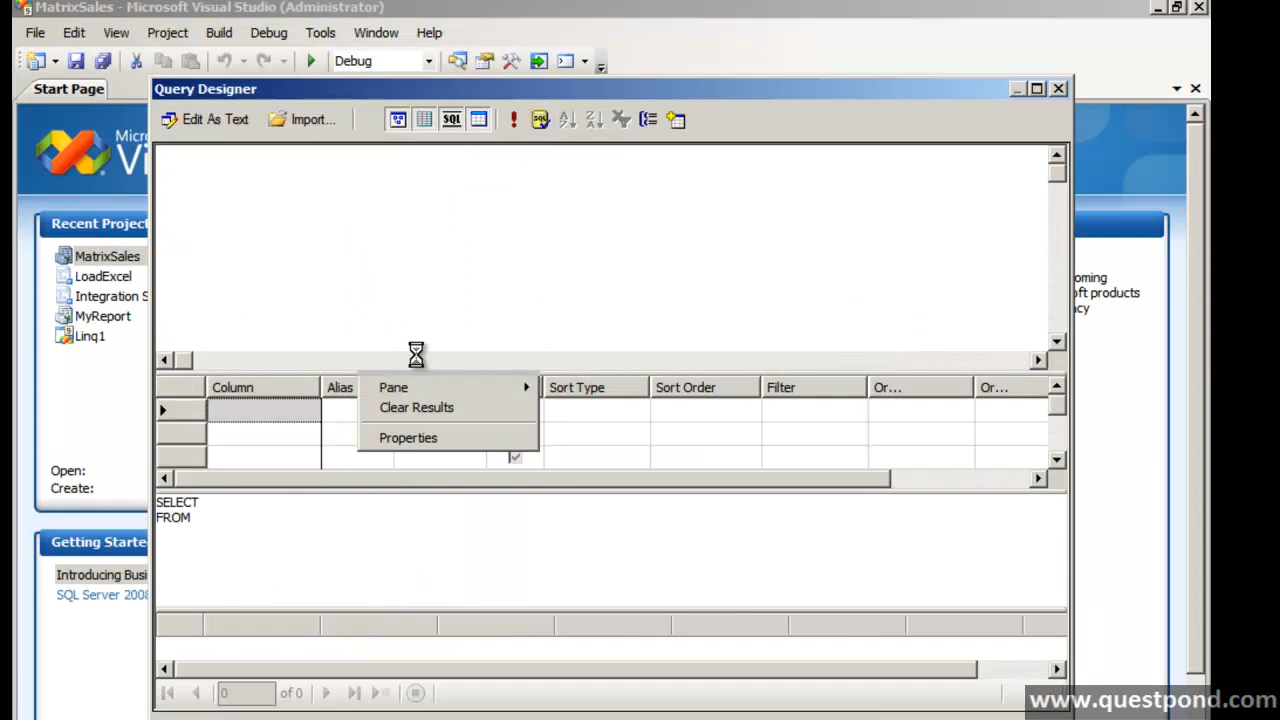 MatrixSales - Microsoft Visual Studio (Administrator)
File Edit View Project Build Debug Tools Window Help
Debug
Start Page
Query Designer
Edit As Text Import... SQL
Recent Project
MatrixSales
LoadExcel
Integration S
MyReport
Linq1
Open:
Create:
Getting Starte
Introducing Busi
SQL Server 2008
oming
oft products
cy
Column Alias Sort Type Sort Order Filter Or... Or...
Pane
Clear Results
Properties
SELECT
FROM
0 of 0
www.questpond.com